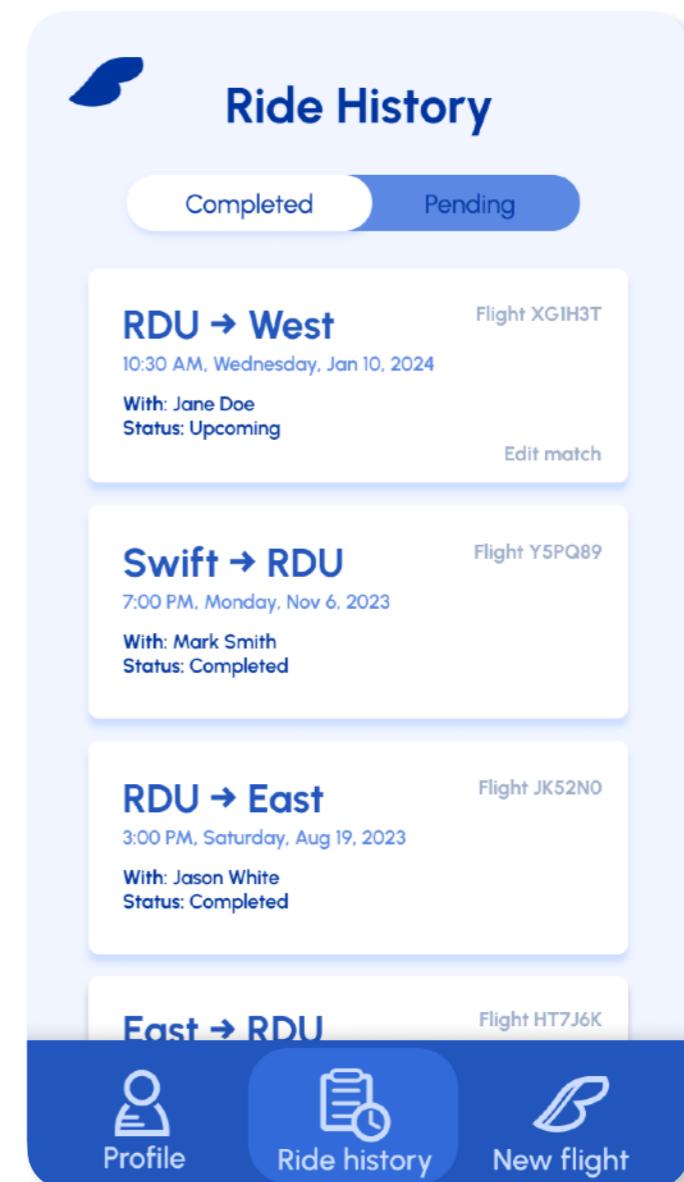 Ride History
Completed Pending
RDU → West
Flight XG1H3T
10:30 AM, Wednesday, Jan 10, 2024
With: Jane Doe
Status: Upcoming
Edit match
Swift → RDU
Flight Y5PQ89
7:00 PM, Monday, Nov 6, 2023
With: Mark Smith
Status: Completed
RDU → East
Flight JK52N0
3:00 PM, Saturday, Aug 19, 2023
With: Jason White
Status: Completed
East → RDU
Flight HT7J6K
Profile Ride history New flight